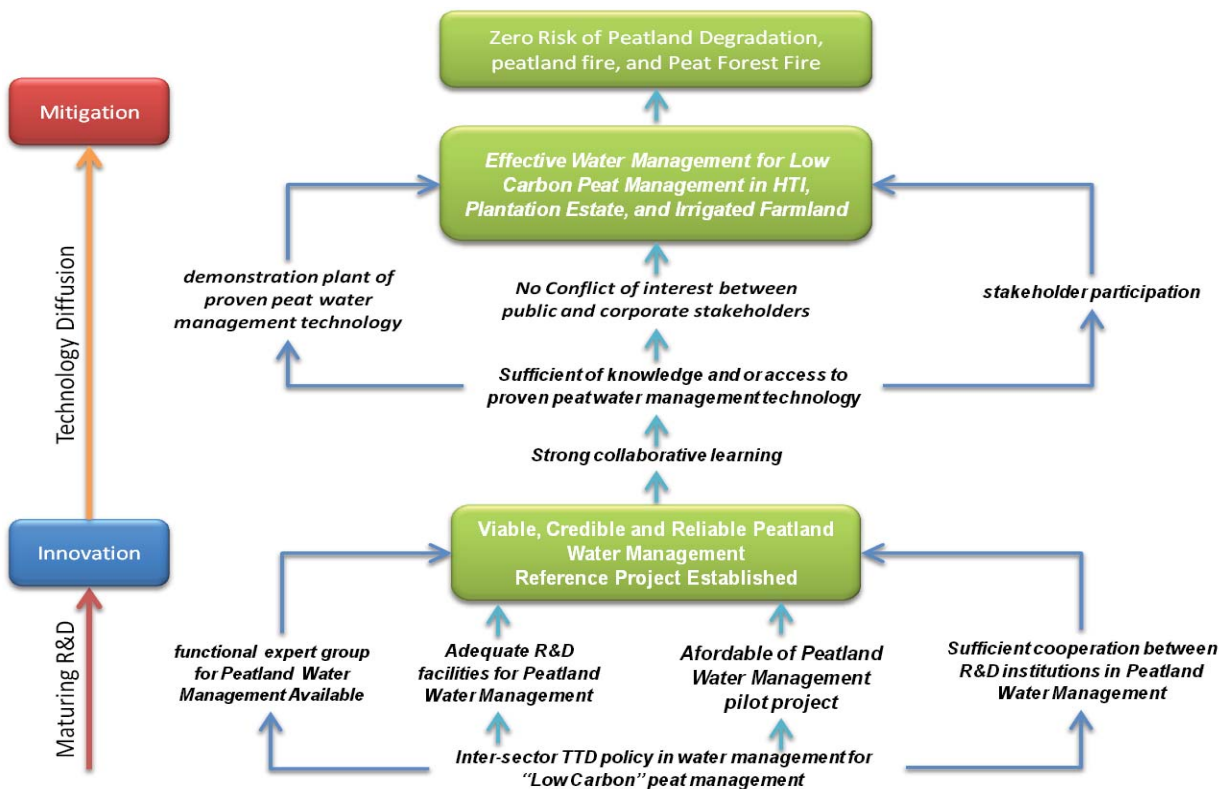 Zero Risk of Peatland Degradation,
peatland fire, and Peat Forest Fire
Mitigation
Effective Water Management for Low
Carbon Peat Management in HTI,
Plantation Estate, and Irrigated Farmland
Technology Diffusion
demonstration plant of
proven peat water
management technology
No Conflict of interest between
public and corporate stakeholders
stakeholder participation
Sufficient of knowledge and or access to
proven peat water management technology
Strong collaborative learning
Innovation
Viable, Credible and Reliable Peatland
Water Management
Reference Project Established
Maturing R&D
functional expert group
for Peatland Water
Management Available
Adequate R&D
facilities for Peatland
Water Management
Afordable of Peatland
Water Management
pilot project
Sufficient cooperation between
R&D institutions in Peatland
Water Management
Inter-sector TTD policy in water management for
“Low Carbon” peat management